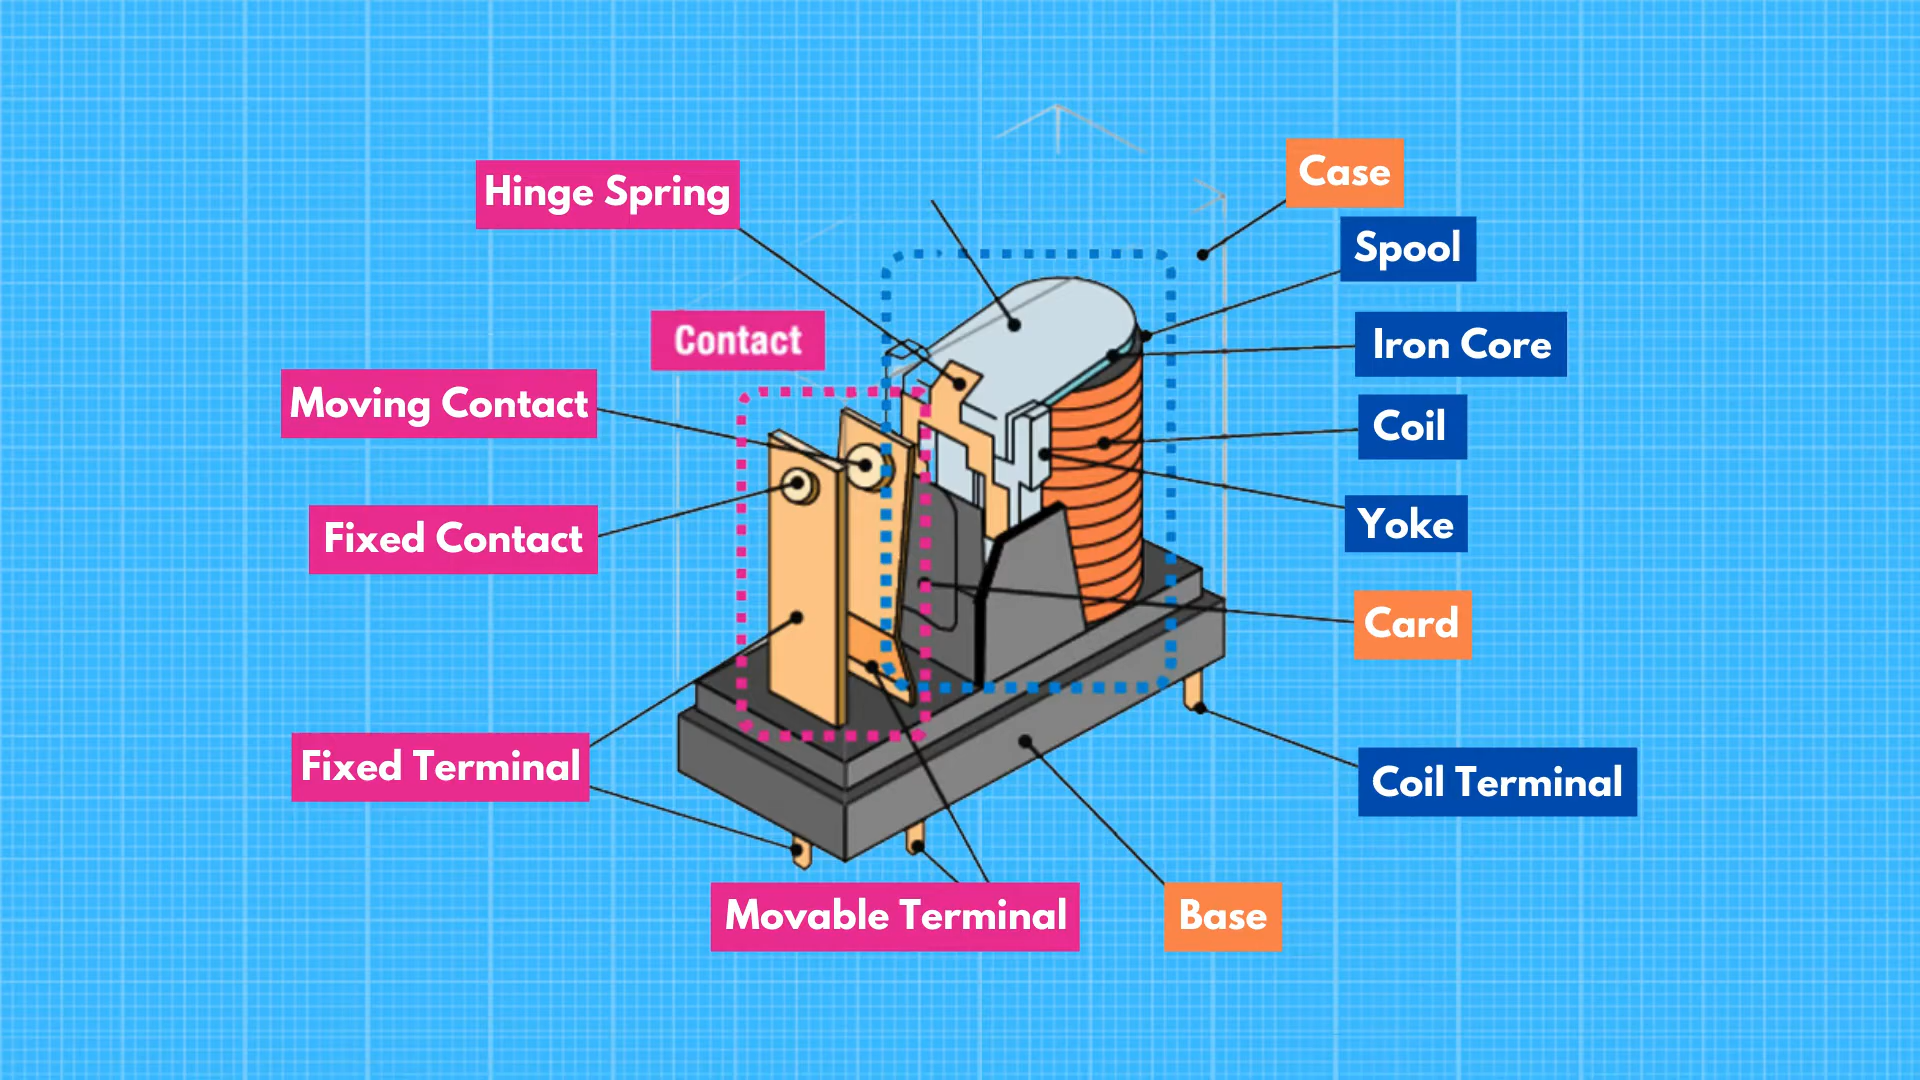 Case
Hinge Spring
Spool
Contact
Iron Core
Moving Contact
Coil
Yoke
Fixed Contact
Card
Fixed Terminal
Coil Terminal
Movable Terminal
Base